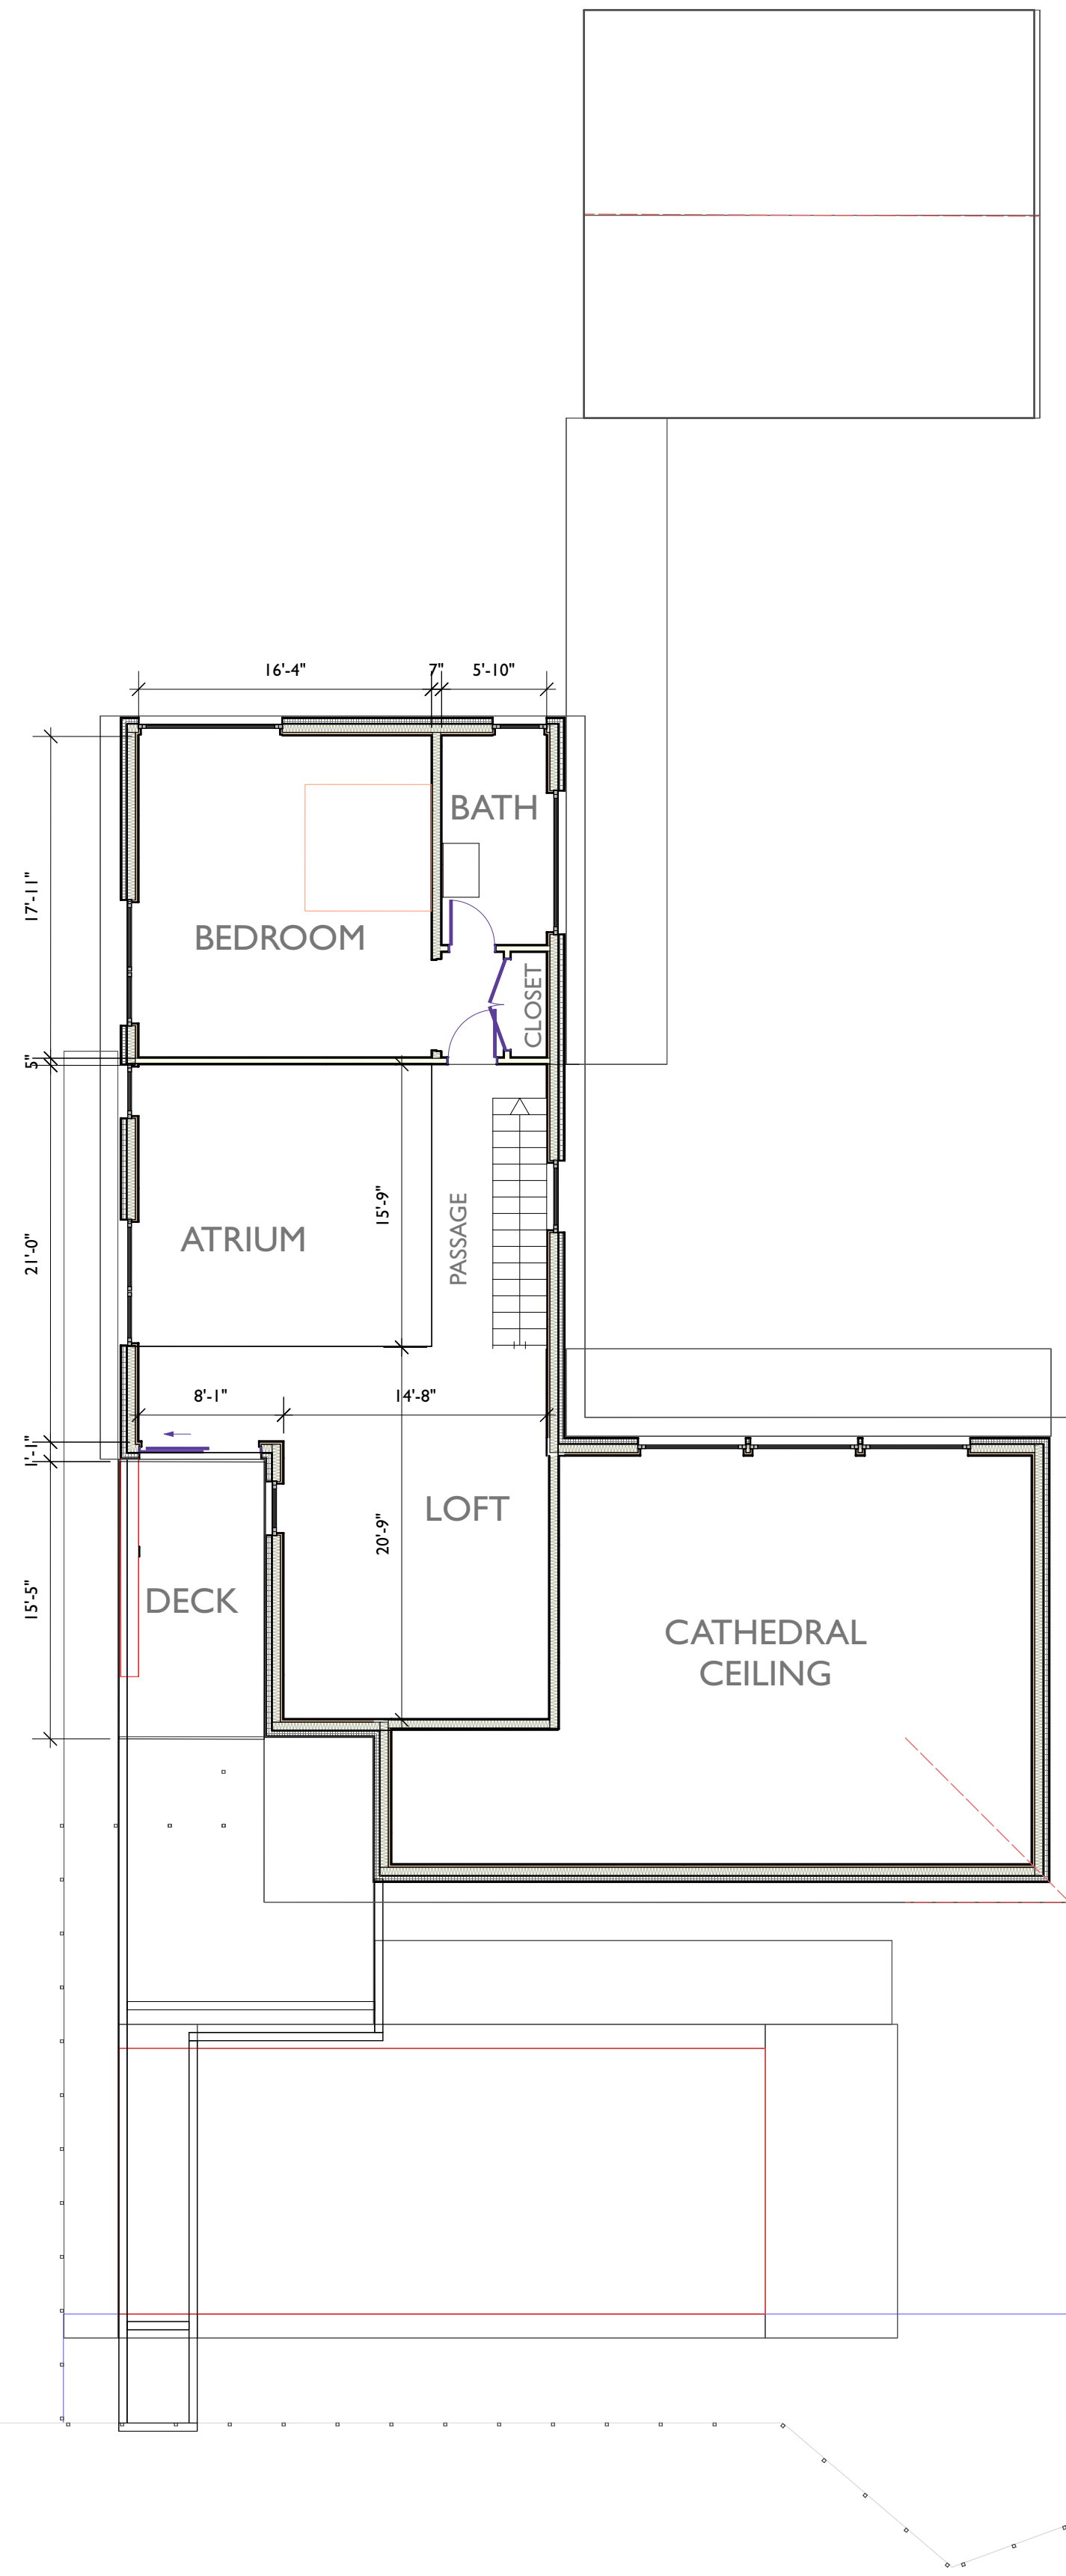 16'-4" 7" 5'-10"
BATH
17'-11"
BEDROOM
CLOSET
5"
15'-9"
PASSAGE
ATRIUM
21'-0"
8'-1" 14'-8"
1'-1"
LOFT
20'-9"
15'-5"
DECK
CATHEDRAL
CEILING